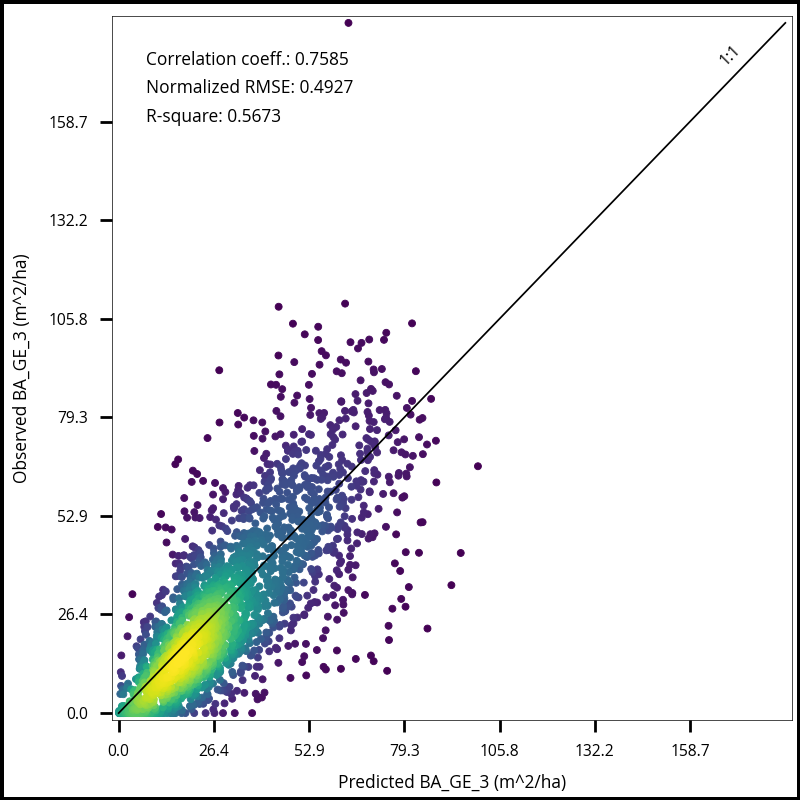 Correlation coeff.: 0.7585
Normalized RMSE: 0.4927
R-square: 0.5673
1:1
Observed BA_GE_3 (m^2/ha)
158.7
132.2
105.8
79.3
52.9
26.4
0.0
0.0 26.4 52.9 79.3 105.8 132.2 158.7
Predicted BA_GE_3 (m^2/ha)